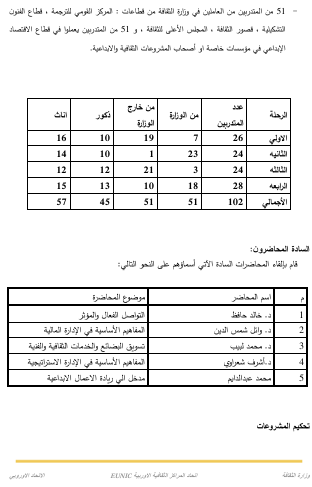 - 51 من المتدربين من العاملين في وزارة الثقافة من قطاعات : المركز القومي للترجمة ، قطاع الفنون
التشكيلية ، قصور الثقافة ، المجلس الأعلى للثقافة ، و 51 من المتدربين يعملوا في قطاع الاقتصاد
الإبداعي في مؤسسات خاصة او أصحاب المشروعات الثقافية والابداعية.
الرحلة عدد المتدربين من الوزارة من خارج الوزارة ذكور اناث
الاولي 26 7 19 10 16
الثانيه 24 23 1 10 14
الثالثه 24 3 21 12 12
الرابعه 28 18 10 13 15
الأجمالي 102 51 51 45 57
السادة المحاضرون:
قام بإلقاء المحاضرات السادة الآتي أسماؤهم على النحو التالي:
م اسم المحاضر موضوع المحاضرة
1 د. خالد حافظ التواصل الفعال والمؤثر
2 د. وائل شمس الدين المفاهيم الأساسية في الإدارة المالية
3 د. محمد لبيب تسويق البضائع والخدمات الثقافية والفنية
4 د.أشرف شعراوي المفاهيم الأساسية في الإدارة الاستراتيجية
5 محمد عبدالدايم مدخل الي ريادة الاعمال الابداعية
تحكيم المشروعات
وزارة الثقافة اتحاد المراكز الثقافية الاوربية EUNIC الاتحاد الاوروبي